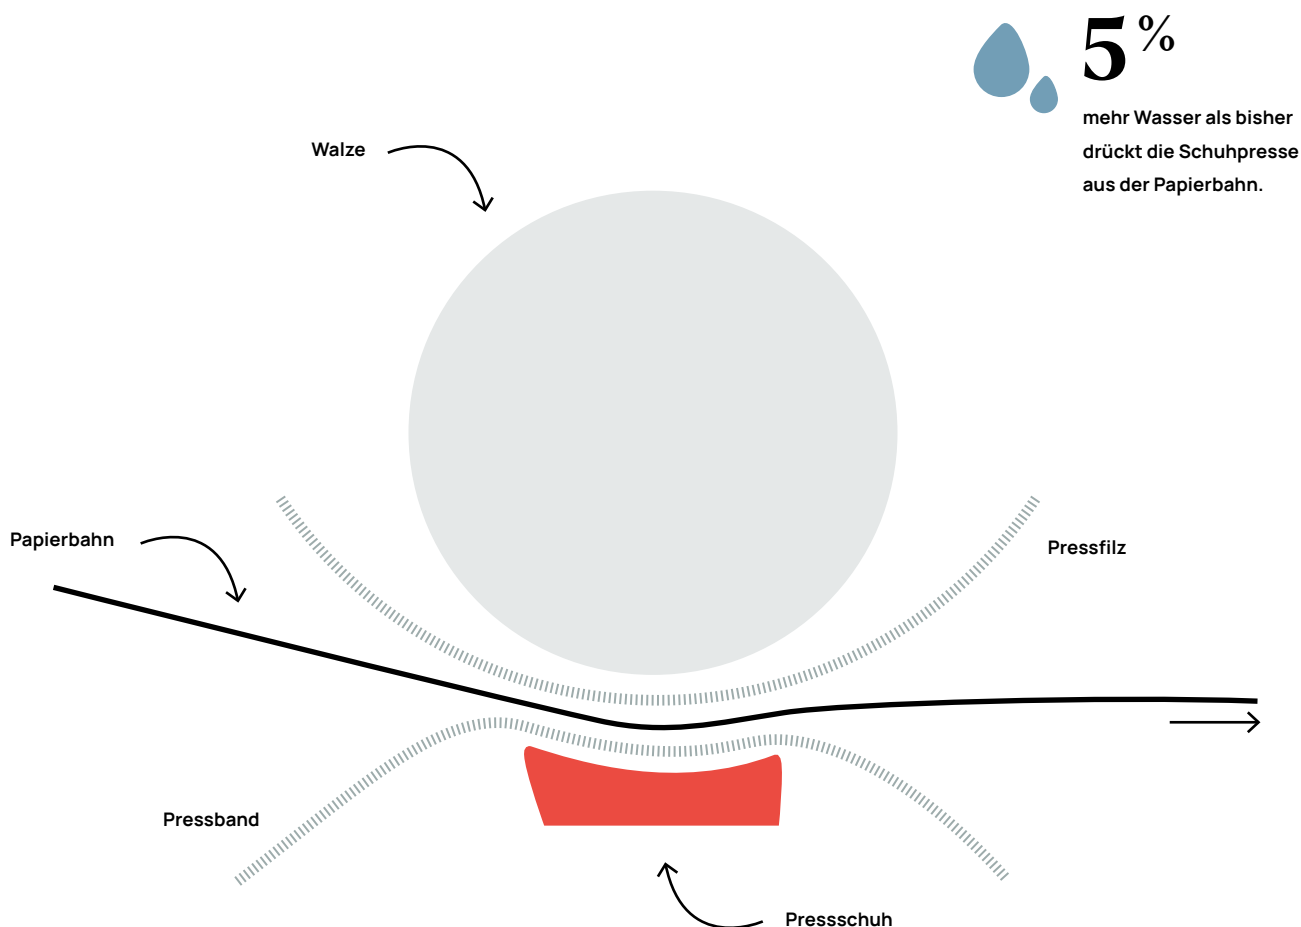 5%
mehr Wasser als bisher
drückt die Schuhpresse
aus der Papierbahn.
Walze
Papierbahn
Pressfilz
Pressband
Pressschuh